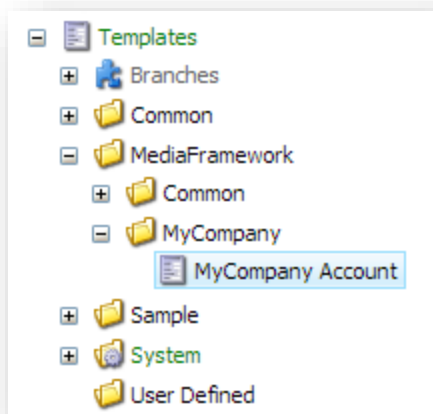 Templates
Branches
Common
MediaFramework
Common
MyCompany
MyCompany Account
Sample
System
User Defined